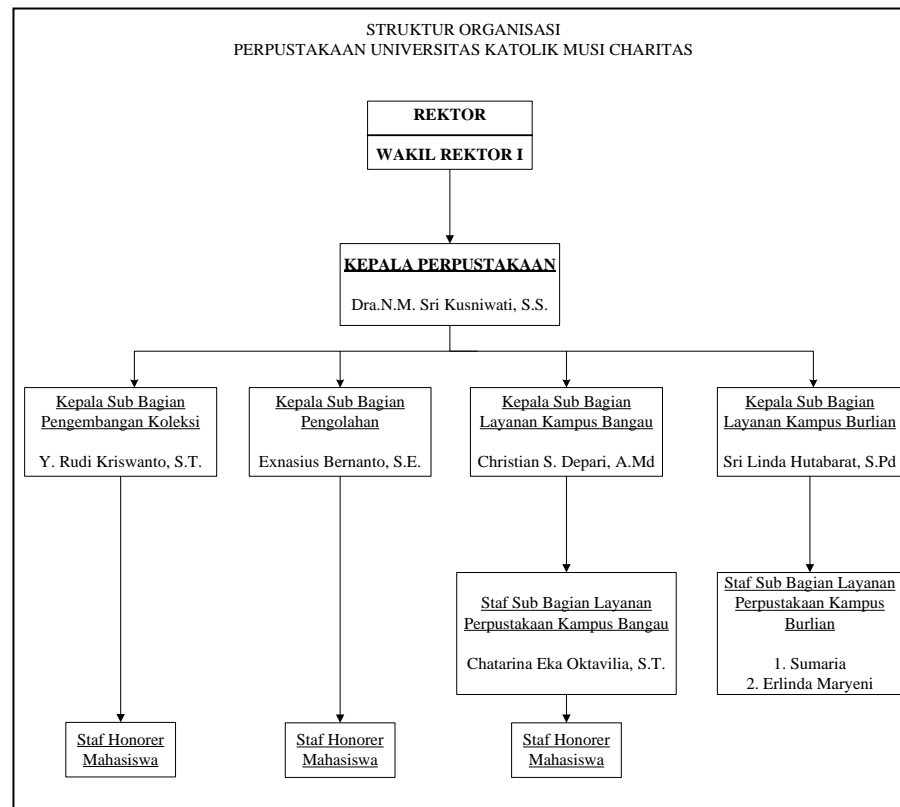 STRUKTUR ORGANISASI
PERPUSTAKAAN UNIVERSITAS KATOLIK MUSI CHARITAS
REKTOR
WAKIL REKTOR I
KEPALA PERPUSTAKAAN
Dra.N.M. Sri Kusniwati, S.S.
Kepala Sub Bagian
Pengembangan Koleksi
Y. Rudi Kriswanto, S.T.
Kepala Sub Bagian
Pengolahan
Exnasius Bernanto, S.E.
Kepala Sub Bagian
Layanan Kampus Bangau
Christian S. Depari, A.Md
Kepala Sub Bagian
Layanan Kampus Burlian
Sri Linda Hutabarat, S.Pd
Staf Sub Bagian Layanan
Perpustakaan Kampus Bangau
Chatarina Eka Oktavilia, S.T.
Staf Sub Bagian Layanan
Perpustakaan Kampus
Burlian
1. Sumaria
2. Erlinda Maryeni
Staf Honorer
Mahasiswa
Staf Honorer
Mahasiswa
Staf Honorer
Mahasiswa